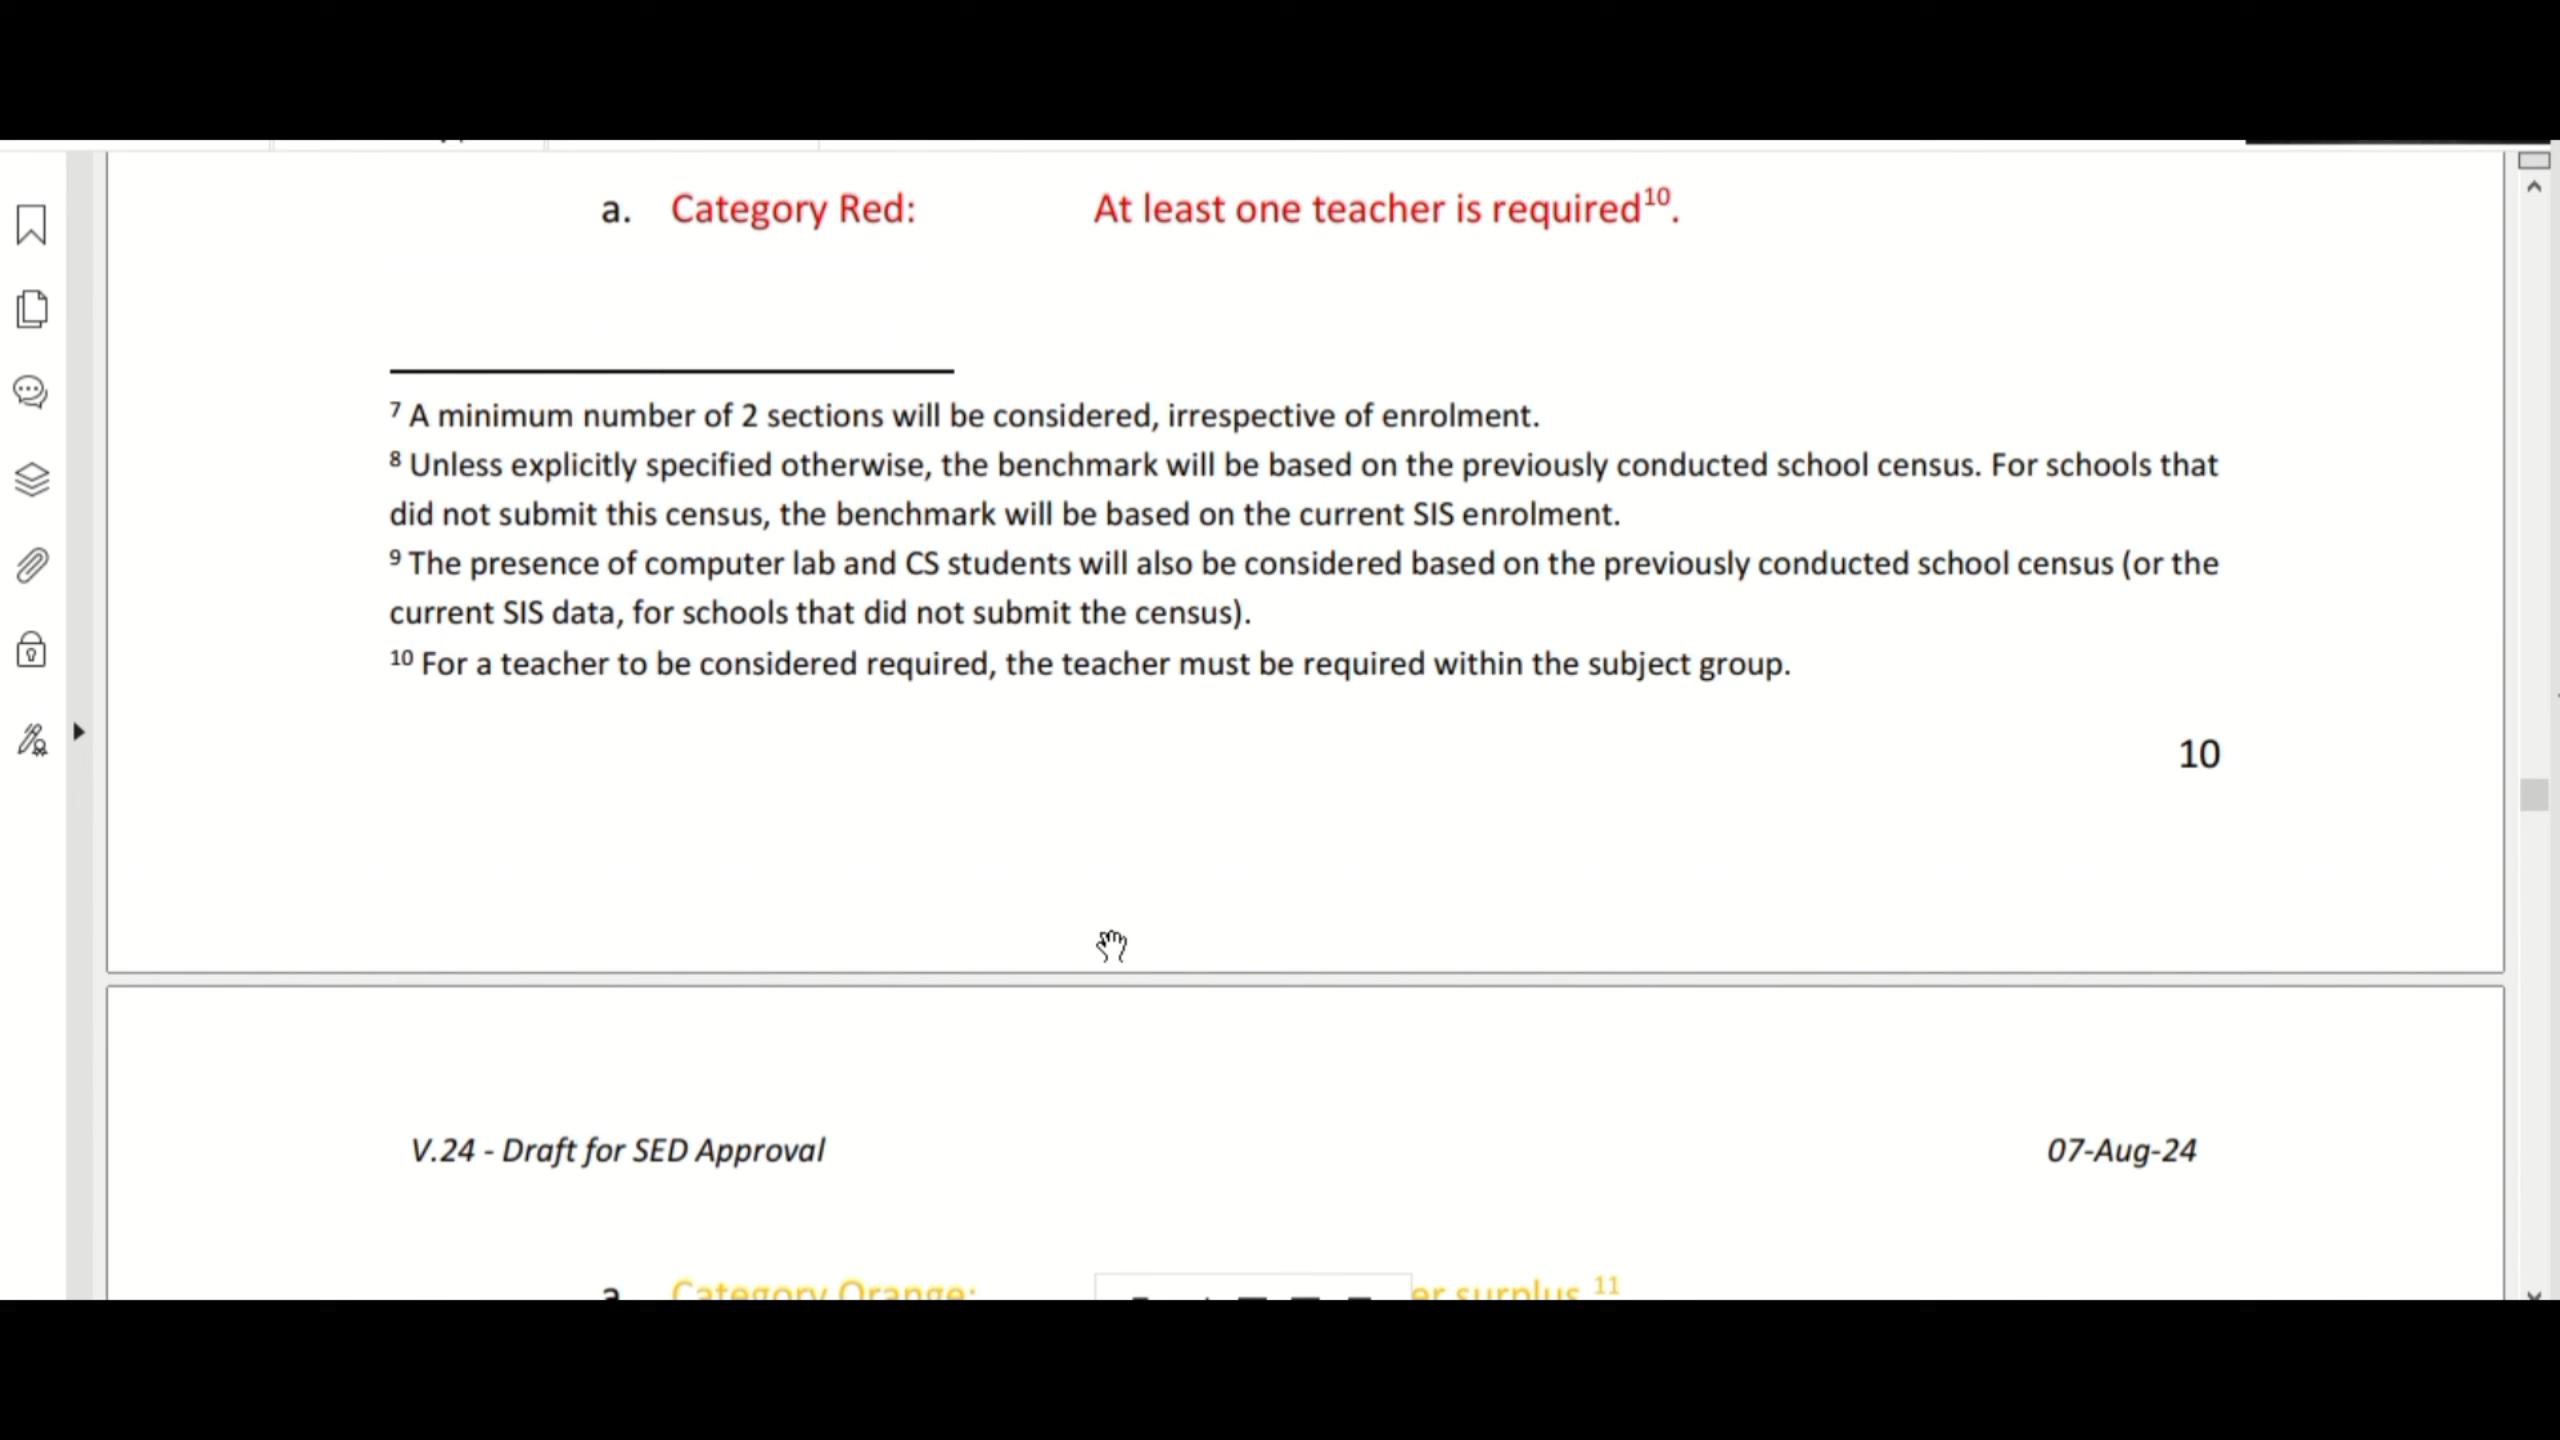 a. Category Red: At least one teacher is required10.
7 A minimum number of 2 sections will be considered, irrespective of enrolment.
8 Unless explicitly specified otherwise, the benchmark will be based on the previously conducted school census. For schools that
did not submit this census, the benchmark will be based on the current SIS enrolment.
9 The presence of computer lab and CS students will also be considered based on the previously conducted school census (or the
current SIS data, for schools that did not submit the census).
10 For a teacher to be considered required, the teacher must be required within the subject group.
10
V.24 - Draft for SED Approval 07-Aug-24
a Category Orange: surplus 11